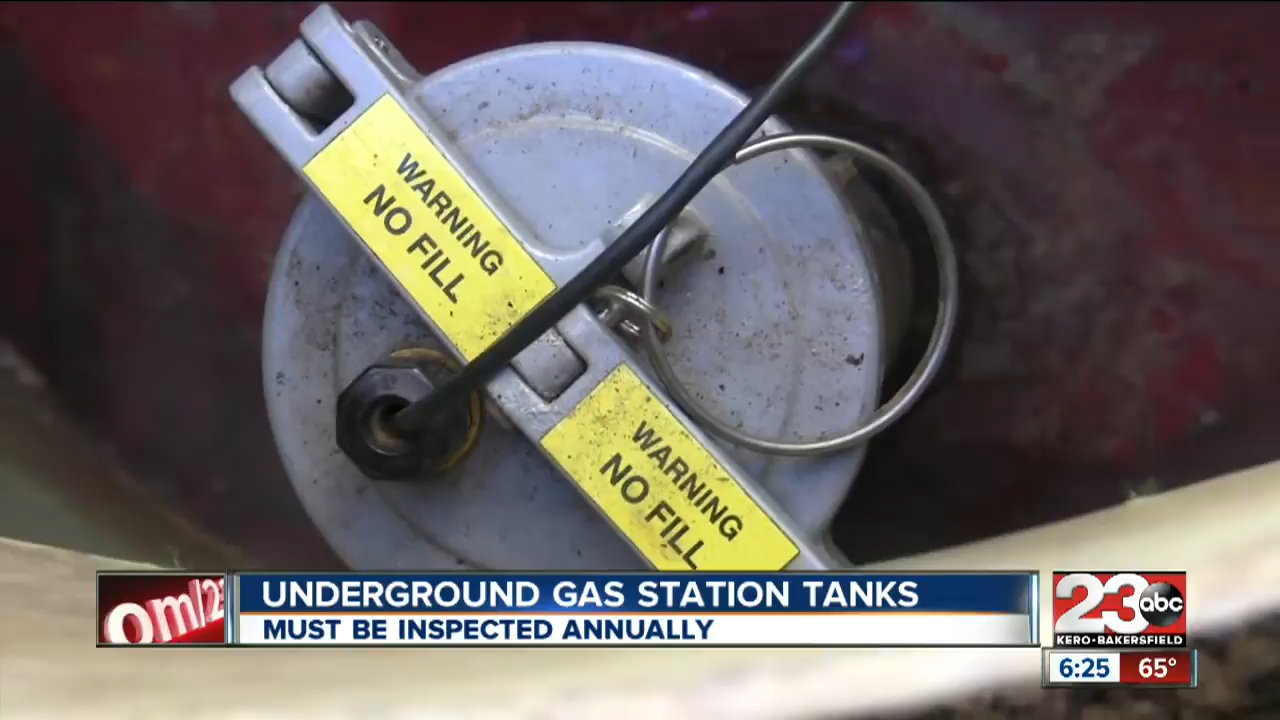 WARNING
NO FILL
WARNING
NO FILL
UNDERGROUND GAS STATION TANKS
MUST BE INSPECTED ANNUALLY
23 abc
KERO-BAKERSFIELD
6:25 65°